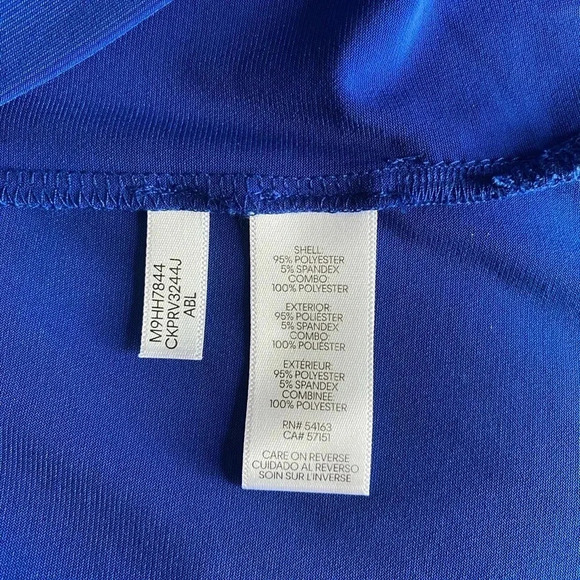 M9HH7844
CKPRV3244J
ABL
SHELL:
95% POLYESTER
5% SPANDEX
COMBO:
100% POLYESTER
EXTERIOR:
95% POLIÉSTER
5% SPANDEX
COMBO:
100% POLIÉSTER
EXTÉRIEUR:
95% POLYESTER
5% SPANDEX
COMBINEE:
100% POLYESTER
RN# 54163
CA# 57151
CARE ON REVERSE
CUIDADO AL REVERSO
SOIN SUR L'INVERSE